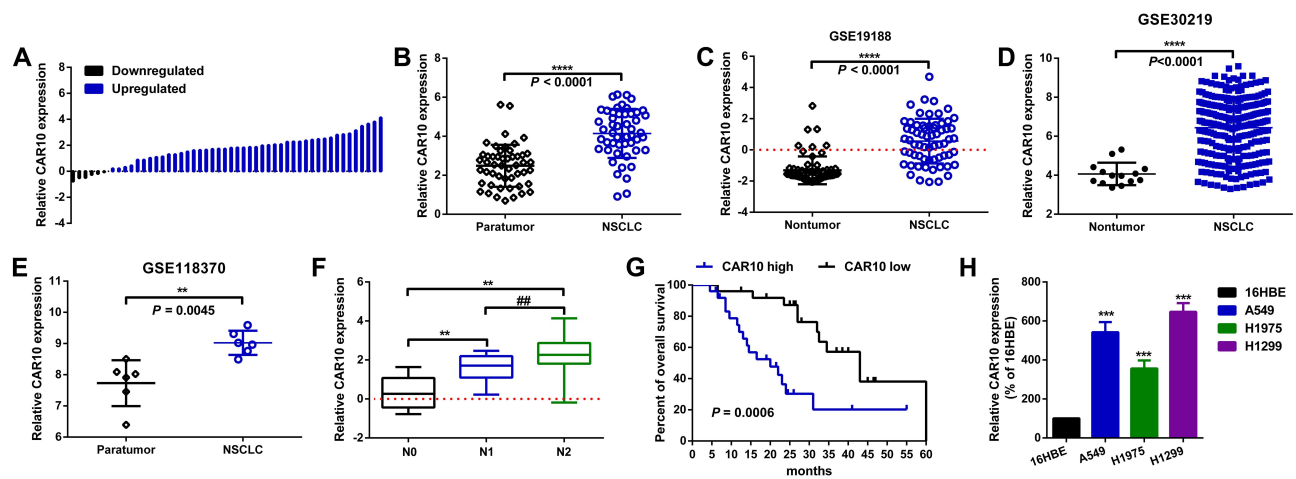 A
Relative CAR10 expression
8
6
4
2
0
-2
-4
Downregulated
Upregulated
B
Relative CAR10 expression
8
6
4
2
0
****
P < 0.0001
Paratumor
NSCLC
C
GSE19188
Relative CAR10 expression
6
4
2
0
-2
-4
****
P < 0.0001
Nontumor
NSCLC
D
GSE30219
Relative CAR10 expression
10
8
6
4
2
****
P<0.0001
Nontumor
NSCLC
E
GSE118370
Relative CAR10 expression
11
10
9
8
7
6
**
P = 0.0045
Paratumor
NSCLC
F
Relative CAR10 expression
6
4
2
0
-2
**
**
##
N0
N1
N2
G
CAR10 high
CAR10 low
Percent of overall survival
100
80
60
40
20
0
P = 0.0006
0 5 10 15 20 25 30 35 40 45 50 55 60
months
H
Relative CAR10 expression
(% of 16HBE)
800
600
400
200
0
***
***
***
16HBE
A549
H1975
H1299
16HBE
A549
H1975
H1299